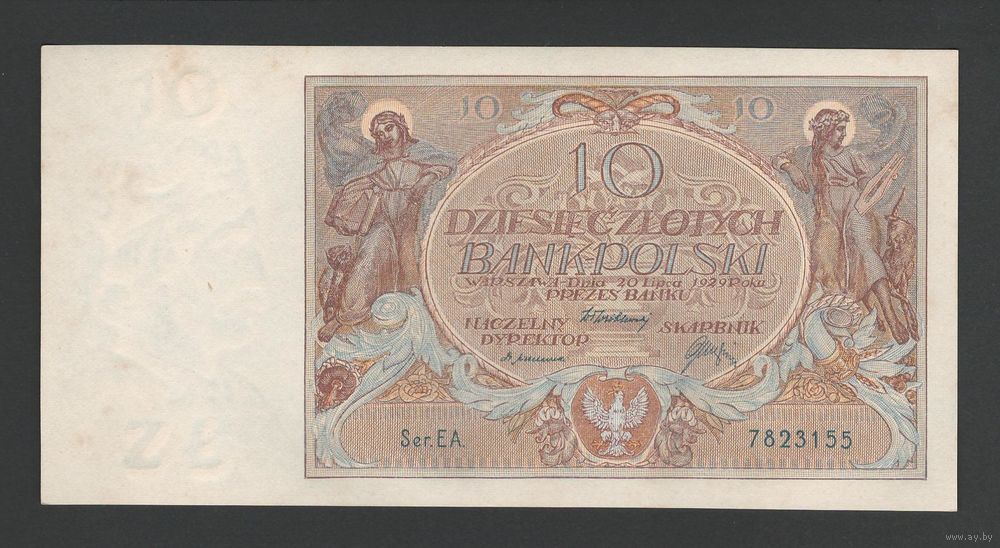 10 10
10
DZIESIĘĆ ZŁOTYCH
BANK POLSKI
WARSZAWA-Dnia 20 Lipca 1929 Roku
PREZES BANKU
NACZELNY SKARBNIK
DYREKTOR
Ser.EA. 7823155
www.ay.by